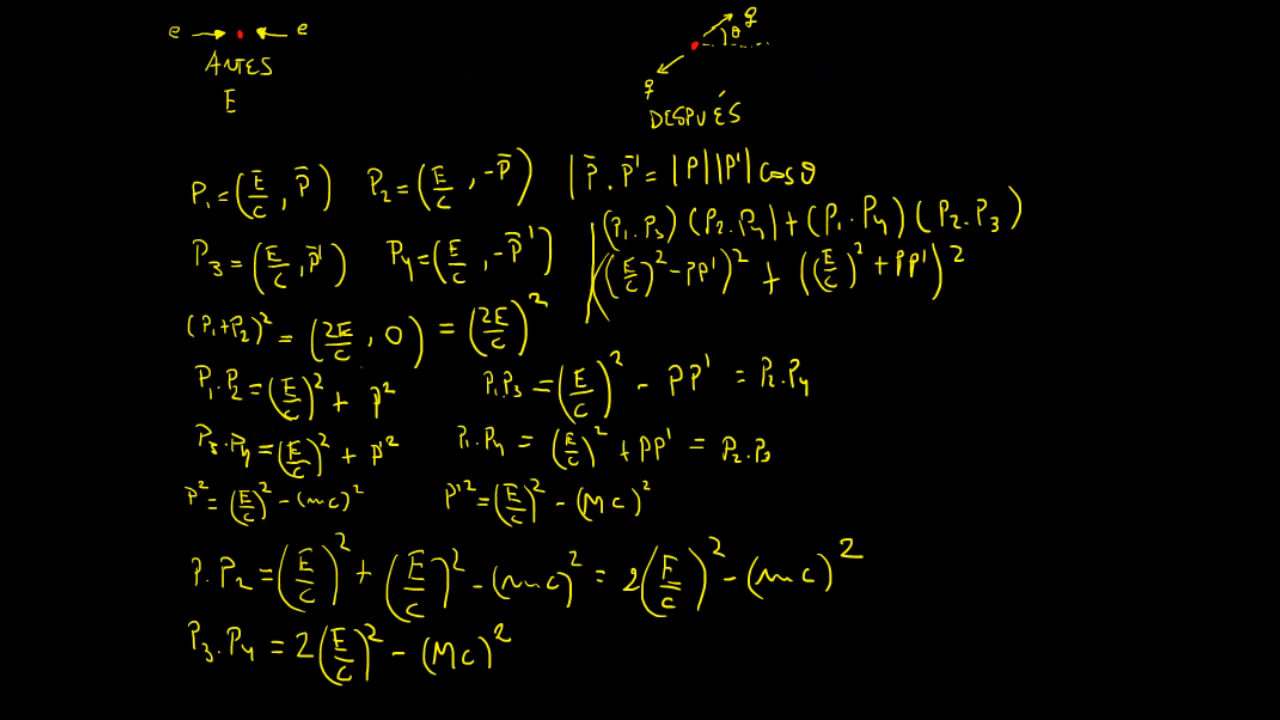 e → ← e q θ
ANTES q
E DESPUÉS
P₁=(E/c, p̄) P₂=(E/c, -p̄) | p̄.p̄'=|P||P'|cosθ
P₃=(E/c, p̄') P₄=(E/c, -p̄') | (P₁.P₃)(P₂.P₄)+(P₁.P₄)(P₂.P₃)
((E/c)²-PP')² + ((E/c)²+PP')²
(P₁+P₂)² = (2E/c, 0) = (2E/c)²
P₁.P₂=(E/c)²+P² P₁.P₃=(E/c)²-PP' = P₂.P₄
P₃.P₄=(E/c)²+P'² P₁.P₄=(E/c)²+PP' = P₂.P₃
P²=(E/c)²-(mc)² P'²=(E/c)²-(Mc)²
P.P₂=(E/c)²+(E/c)²-(mc)²=2(E/c)²-(mc)²
P₃.P₄=2(E/c)²-(Mc)²